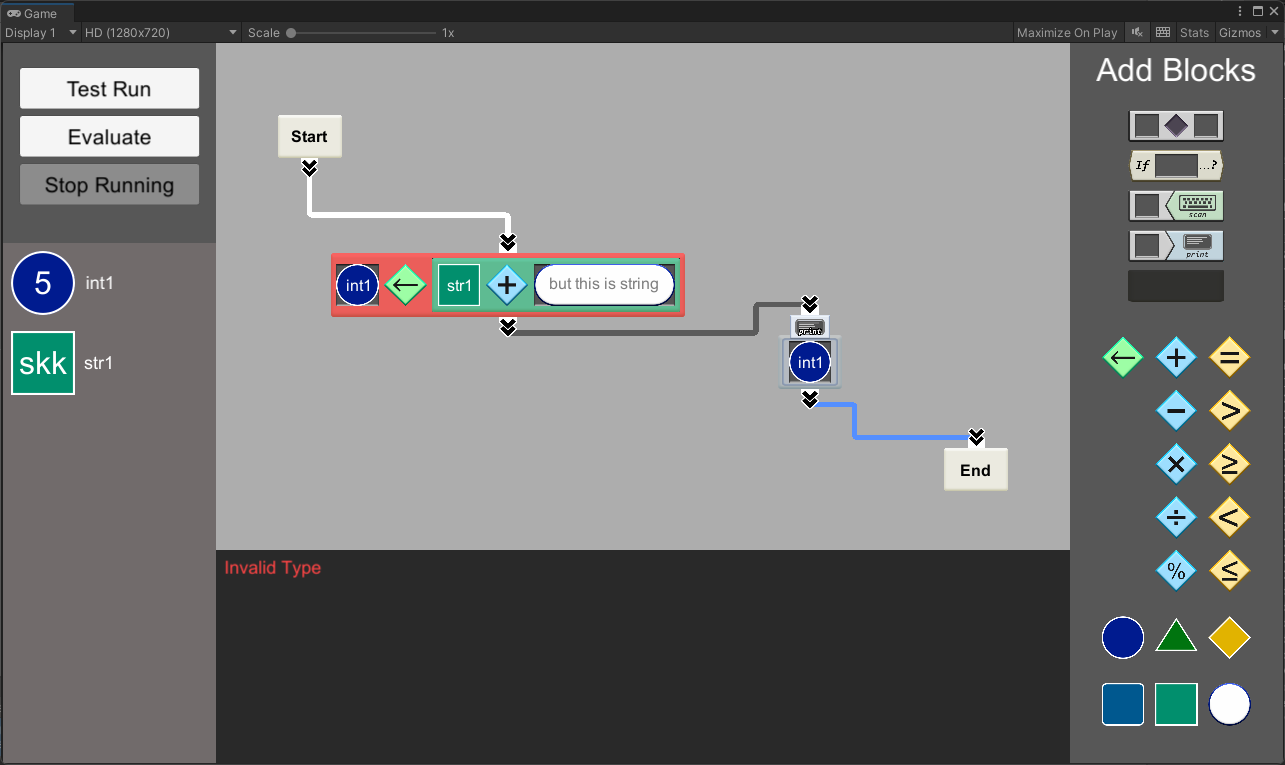 Game
Display 1 HD (1280x720) Scale 1x Maximize On Play Stats Gizmos
Test Run
Evaluate
Stop Running
5 int1
skk str1
Start
int1 ← str1 + but this is string
print
int1
End
Invalid Type
Add Blocks
If ...?
scan
print
← + =
− >
× ≥
÷ <
% ≤